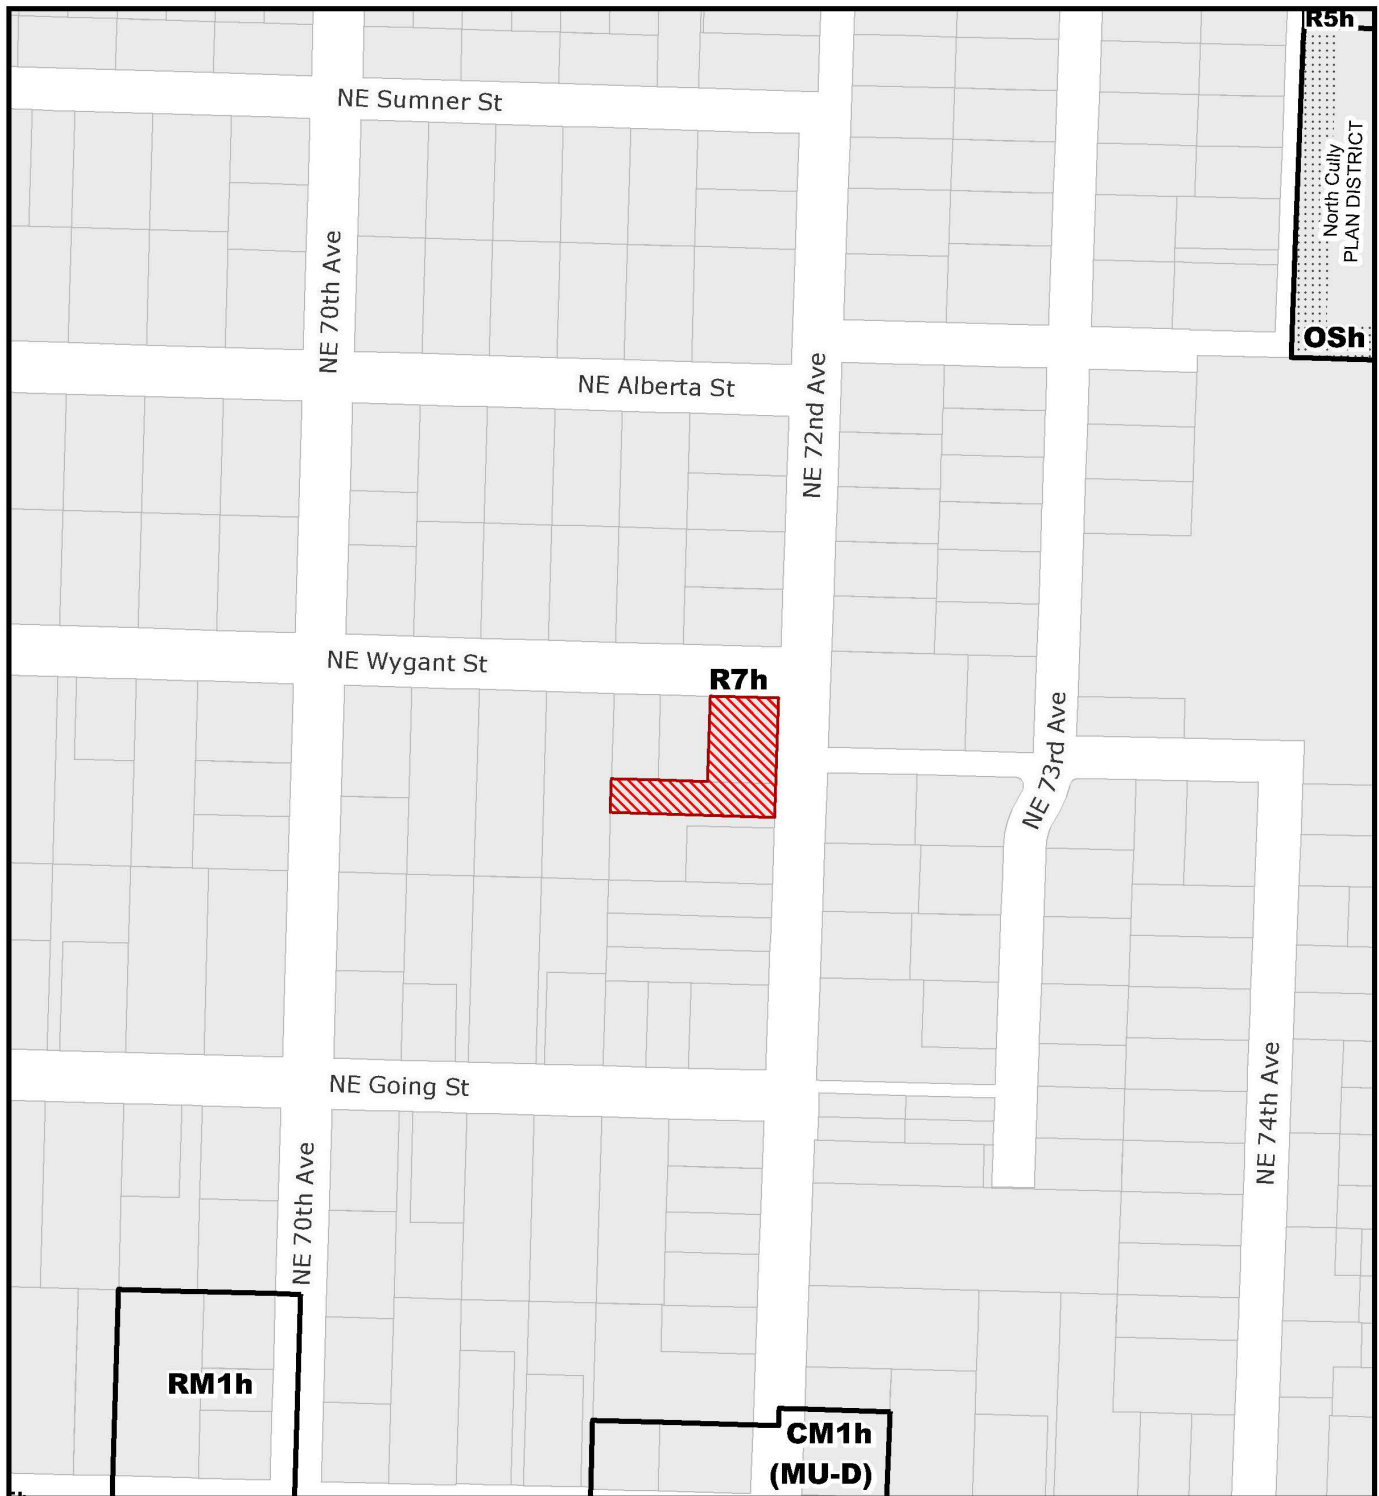 R5h
NE Sumner St
North Cully
PLAN DISTRICT
NE 70th Ave
OSh
NE Alberta St
NE 72nd Ave
NE Wygant St
R7h
NE 73rd Ave
NE Going St
NE 74th Ave
NE 70th Ave
RM1h
CM1h
(MU-D)